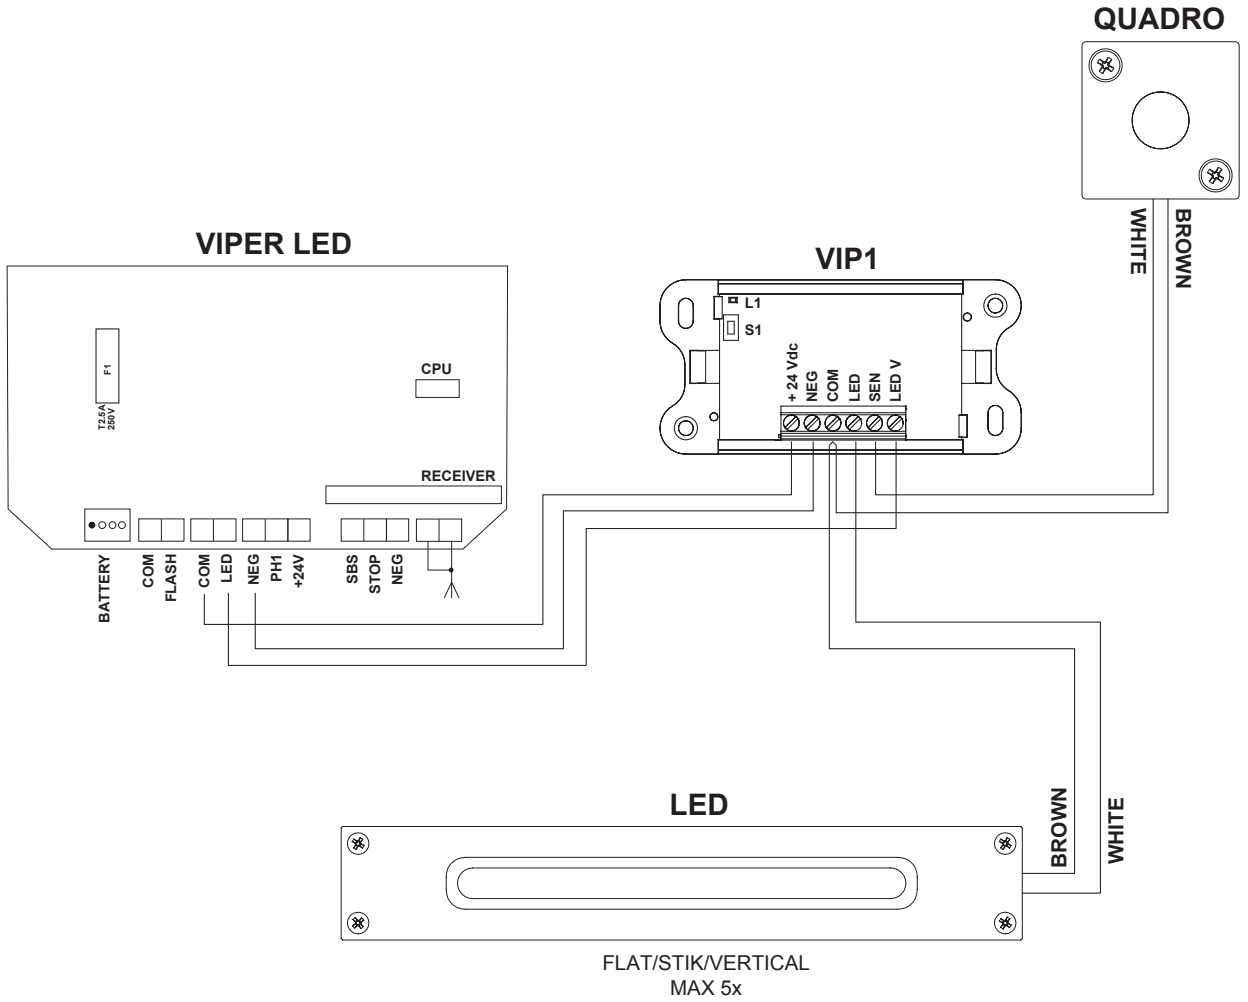 QUADRO
WHITE
BROWN
VIPER LED
F1
T2.5A
250V
CPU
RECEIVER
BATTERY
COM
FLASH
COM
LED
NEG
PH1
+24V
SBS
STOP
NEG
VIP1
L1
S1
+ 24 Vdc
NEG
COM
LED
SEN
LED V
LED
BROWN
WHITE
FLAT/STIK/VERTICAL
MAX 5x